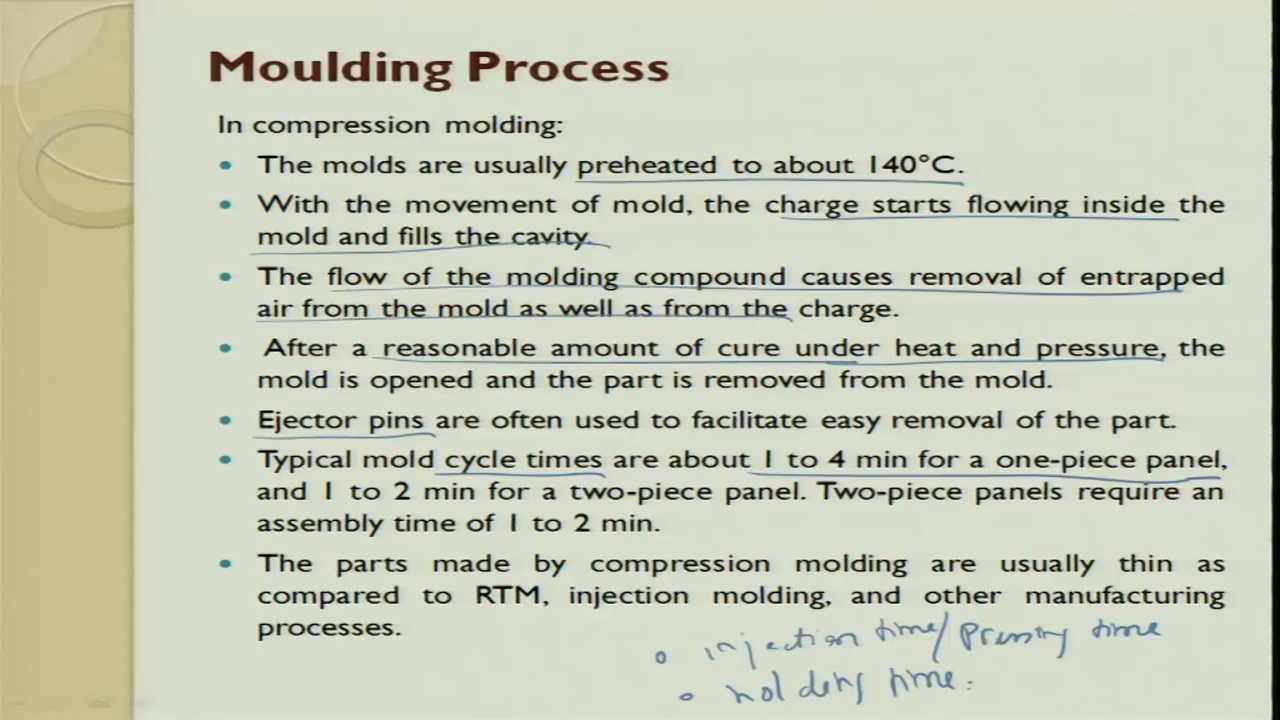 Moulding Process
In compression molding:
• The molds are usually preheated to about 140°C.
• With the movement of mold, the charge starts flowing inside the
mold and fills the cavity.
• The flow of the molding compound causes removal of entrapped
air from the mold as well as from the charge.
• After a reasonable amount of cure under heat and pressure, the
mold is opened and the part is removed from the mold.
• Ejector pins are often used to facilitate easy removal of the part.
• Typical mold cycle times are about 1 to 4 min for a one-piece panel,
and 1 to 2 min for a two-piece panel. Two-piece panels require an
assembly time of 1 to 2 min.
• The parts made by compression molding are usually thin as
compared to RTM, injection molding, and other manufacturing
processes.
• injection time/Pressing time
• holding time.